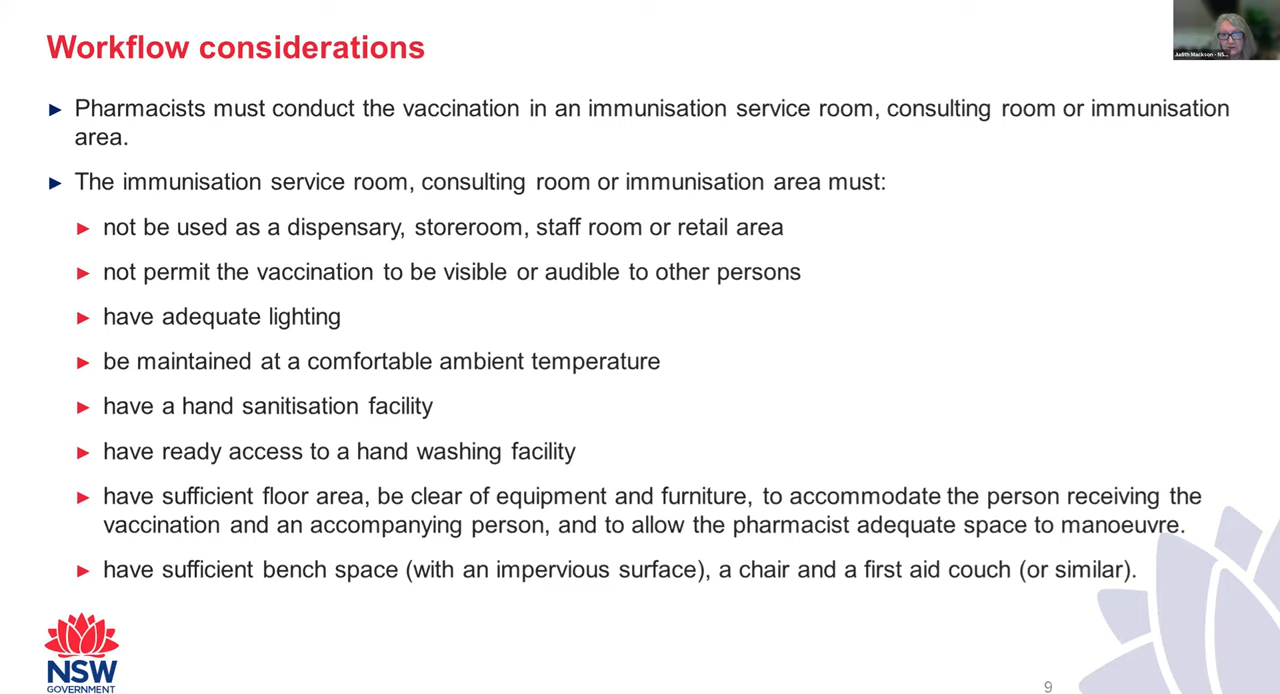 Workflow considerations
Judith Mackson - NS...
Pharmacists must conduct the vaccination in an immunisation service room, consulting room or immunisation
area.
The immunisation service room, consulting room or immunisation area must:
not be used as a dispensary, storeroom, staff room or retail area
not permit the vaccination to be visible or audible to other persons
have adequate lighting
be maintained at a comfortable ambient temperature
have a hand sanitisation facility
have ready access to a hand washing facility
have sufficient floor area, be clear of equipment and furniture, to accommodate the person receiving the
vaccination and an accompanying person, and to allow the pharmacist adequate space to manoeuvre.
have sufficient bench space (with an impervious surface), a chair and a first aid couch (or similar).
NSW
GOVERNMENT
9